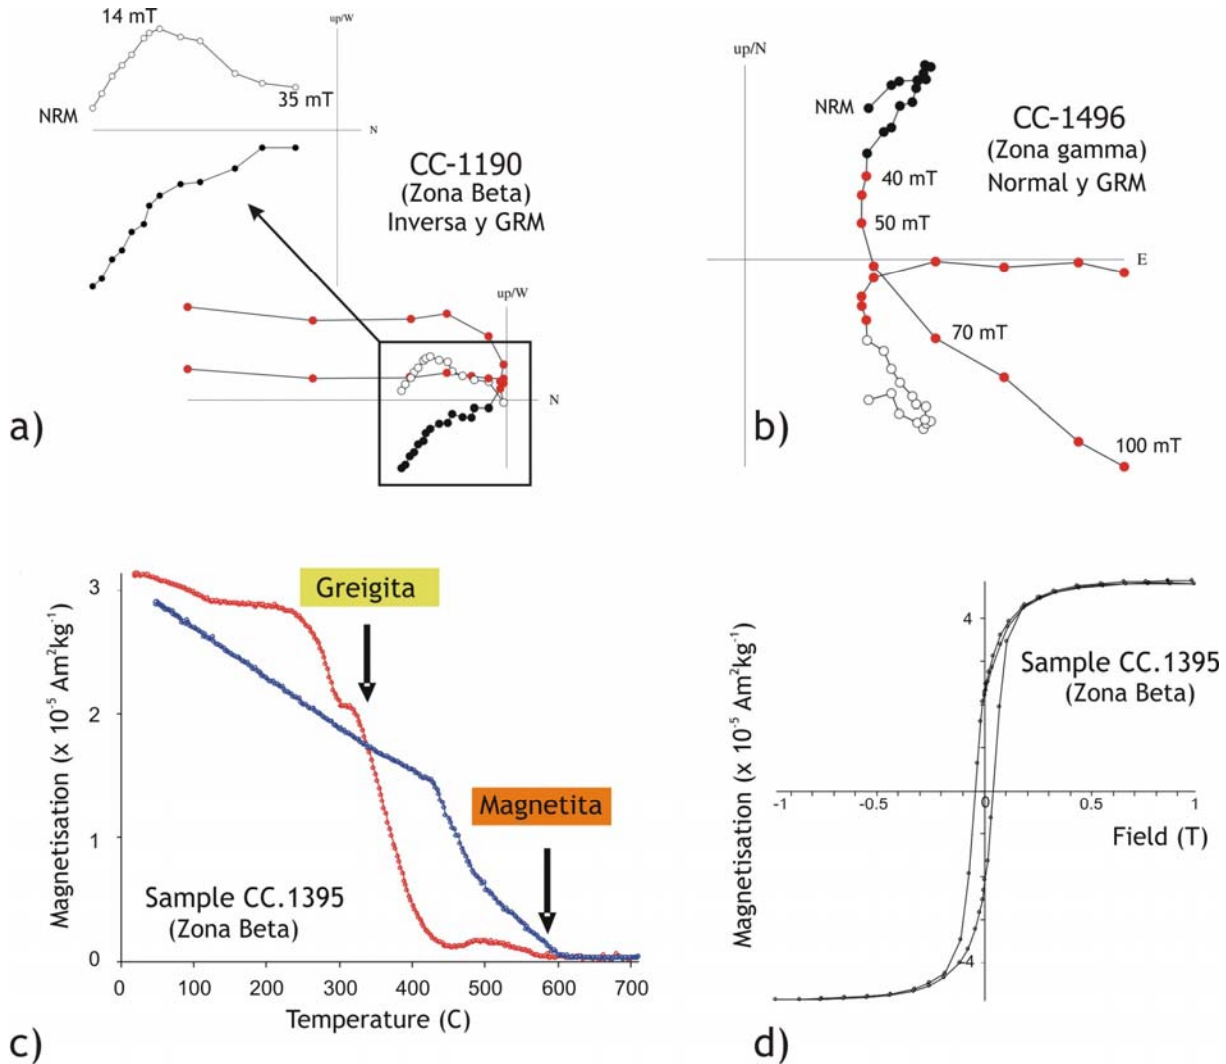 14 mT
up/W
NRM
35 mT
N
CC-1190
(Zona Beta)
Inversa y GRM
up/W
N
a)
up/N
NRM
CC-1496
(Zona gamma)
Normal y GRM
40 mT
50 mT
E
70 mT
100 mT
b)
Magnetisation (x 10-5 Am2kg-1)
3
2
1
0
Greigita
Magnetita
Sample CC.1395
(Zona Beta)
0 100 200 300 400 500 600 700
Temperature (C)
c)
Magnetisation (x 10-5 Am2kg-1)
4
Sample CC.1395
(Zona Beta)
-1 -0.5 0 0.5 1
Field (T)
-4
d)